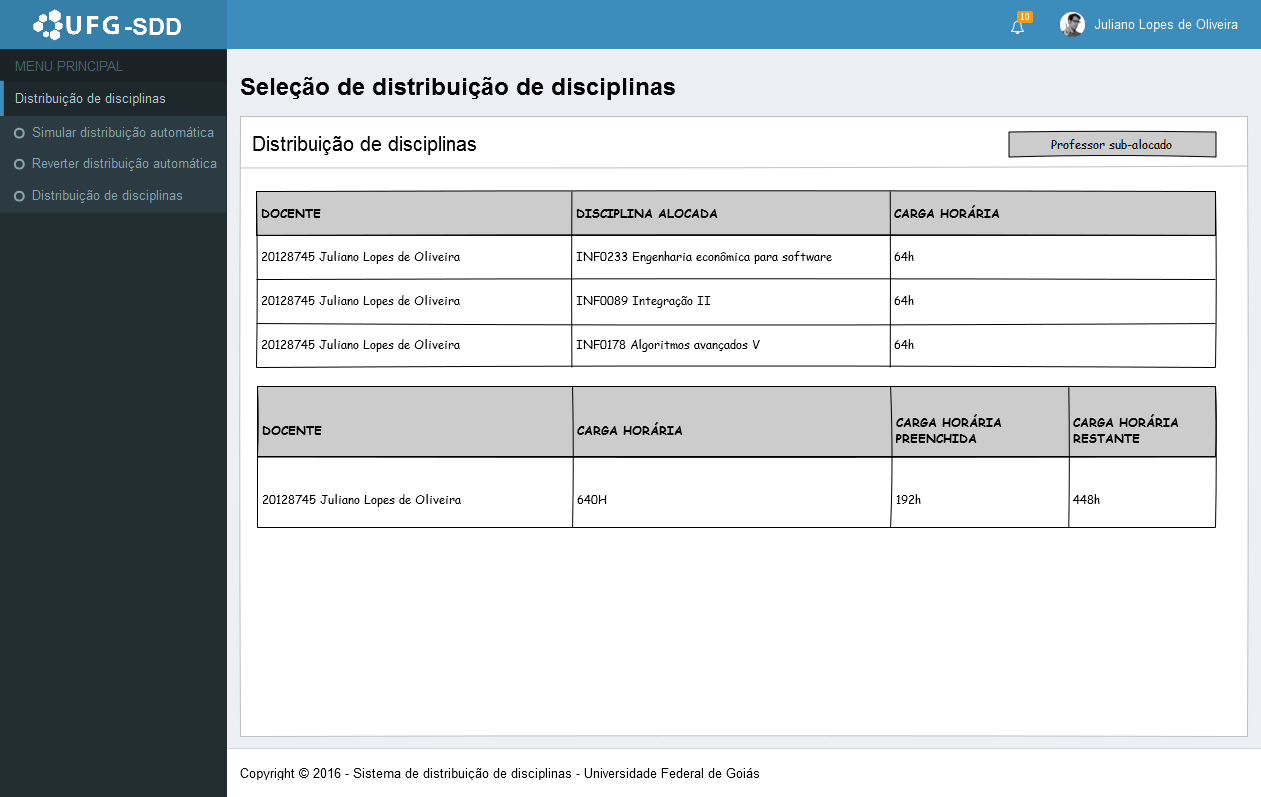 UFG-SDD
10
Juliano Lopes de Oliveira
MENU PRINCIPAL
Distribuição de disciplinas
Simular distribuição automática
Reverter distribuição automática
Distribuição de disciplinas
Seleção de distribuição de disciplinas
Distribuição de disciplinas
Professor sub-alocado
DOCENTE DISCIPLINA ALOCADA CARGA HORÁRIA
20128745 Juliano Lopes de Oliveira INF0233 Engenharia econômica para software 64h
20128745 Juliano Lopes de Oliveira INF0089 Integração II 64h
20128745 Juliano Lopes de Oliveira INF0178 Algoritmos avançados V 64h
DOCENTE CARGA HORÁRIA CARGA HORÁRIA PREENCHIDA CARGA HORÁRIA RESTANTE
20128745 Juliano Lopes de Oliveira 640H 192h 448h
Copyright © 2016 - Sistema de distribuição de disciplinas - Universidade Federal de Goiás